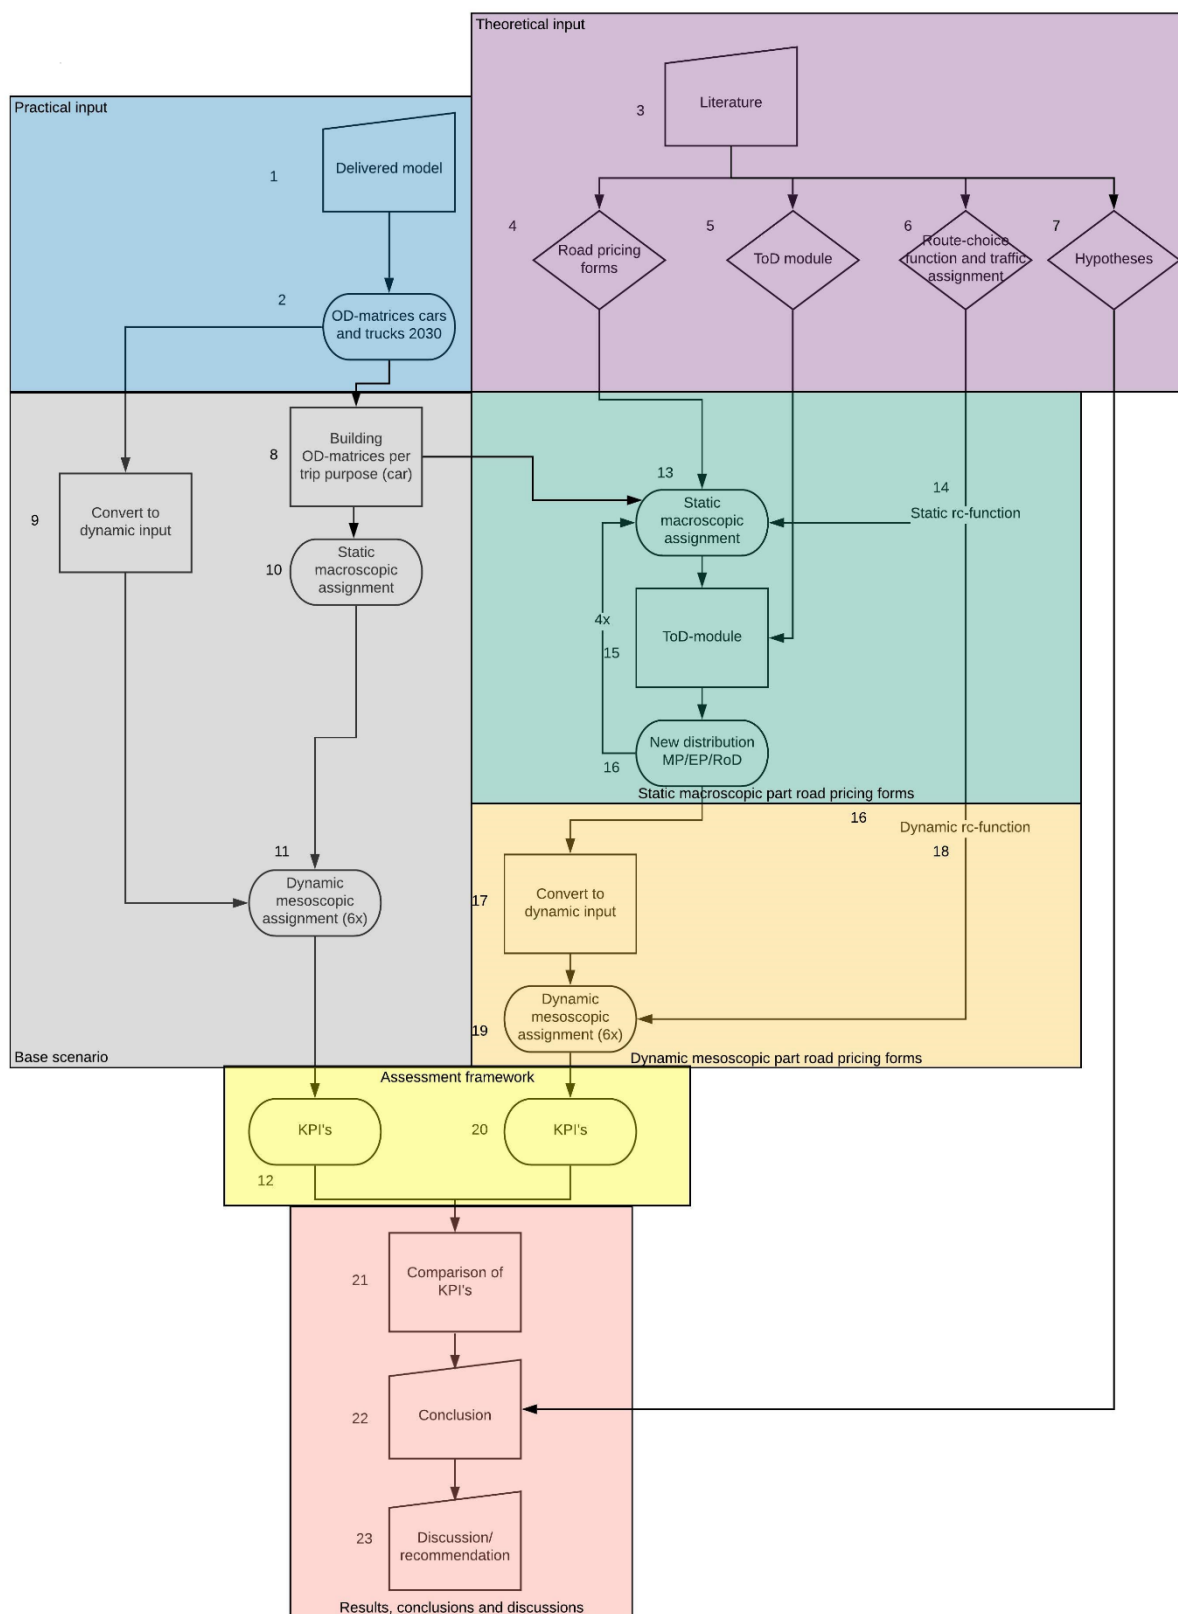 Theoretical input
Literature
3
Practical input
Delivered model
1
4
Road pricing
forms
5
ToD module
6
Route-choice
function and traffic
assignment
7
Hypotheses
2
OD-matrices cars
and trucks 2030
8
Building
OD-matrices per
trip purpose (car)
9
Convert to
dynamic input
10
Static
macroscopic
assignment
13
Static
macroscopic
assignment
14
Static rc-function
4x
15
ToD-module
16
New distribution
MP/EP/RoD
Static macroscopic part road pricing forms
16
Dynamic rc-function
18
11
Dynamic
mesoscopic
assignment (6x)
17
Convert to
dynamic input
19
Dynamic
mesoscopic
assignment (6x)
Base scenario
Dynamic mesoscopic part road pricing forms
Assessment framework
KPI's
20
KPI's
12
21
Comparison of
KPI's
22
Conclusion
23
Discussion/
recommendation
Results, conclusions and discussions